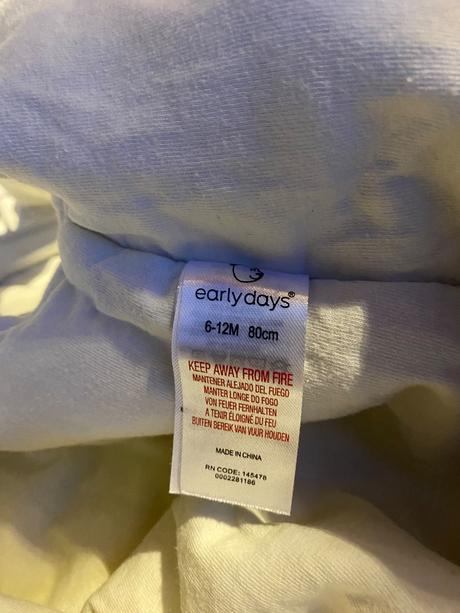 earlydays®
6-12M 80cm
KEEP AWAY FROM FIRE
MANTENER ALEJADO DEL FUEGO
MANTER LONGE DO FOGO
VON FEUER FERNHALTEN
A TENIR ÉLOIGNÉ DU FEU
BUITEN BEREIK VAN VUUR HOUDEN
MADE IN CHINA
RN CODE: 145478
0002281186